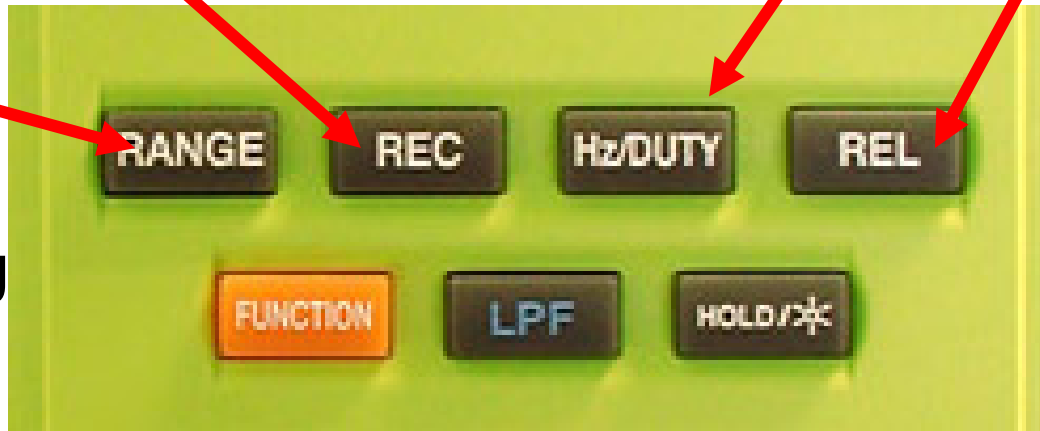 RANGE REC Hz/DUTY REL
g
FUNCTION LPF HOLD/☼